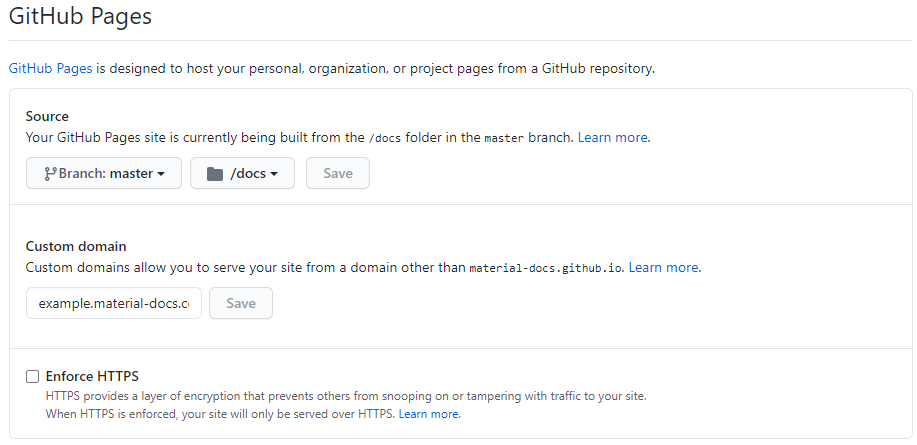 GitHub Pages
GitHub Pages is designed to host your personal, organization, or project pages from a GitHub repository.
Source
Your GitHub Pages site is currently being built from the /docs folder in the master branch. Learn more.
Branch: master /docs Save
Custom domain
Custom domains allow you to serve your site from a domain other than material-docs.github.io. Learn more.
example.material-docs.c Save
Enforce HTTPS
HTTPS provides a layer of encryption that prevents others from snooping on or tampering with traffic to your site.
When HTTPS is enforced, your site will only be served over HTTPS. Learn more.